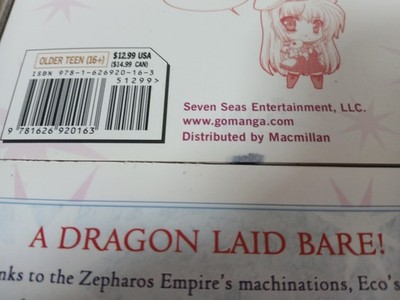 OLDER TEEN (16+)
$12.99 USA
($14.99 CAN)
ISBN 978-1-626920-16-3
51299>
9 781626 920163
Seven Seas Entertainment, LLC.
www.gomanga.com
Distributed by Macmillan
A DRAGON LAID BARE!
nks to the Zepharos Empire's machinations, Eco's